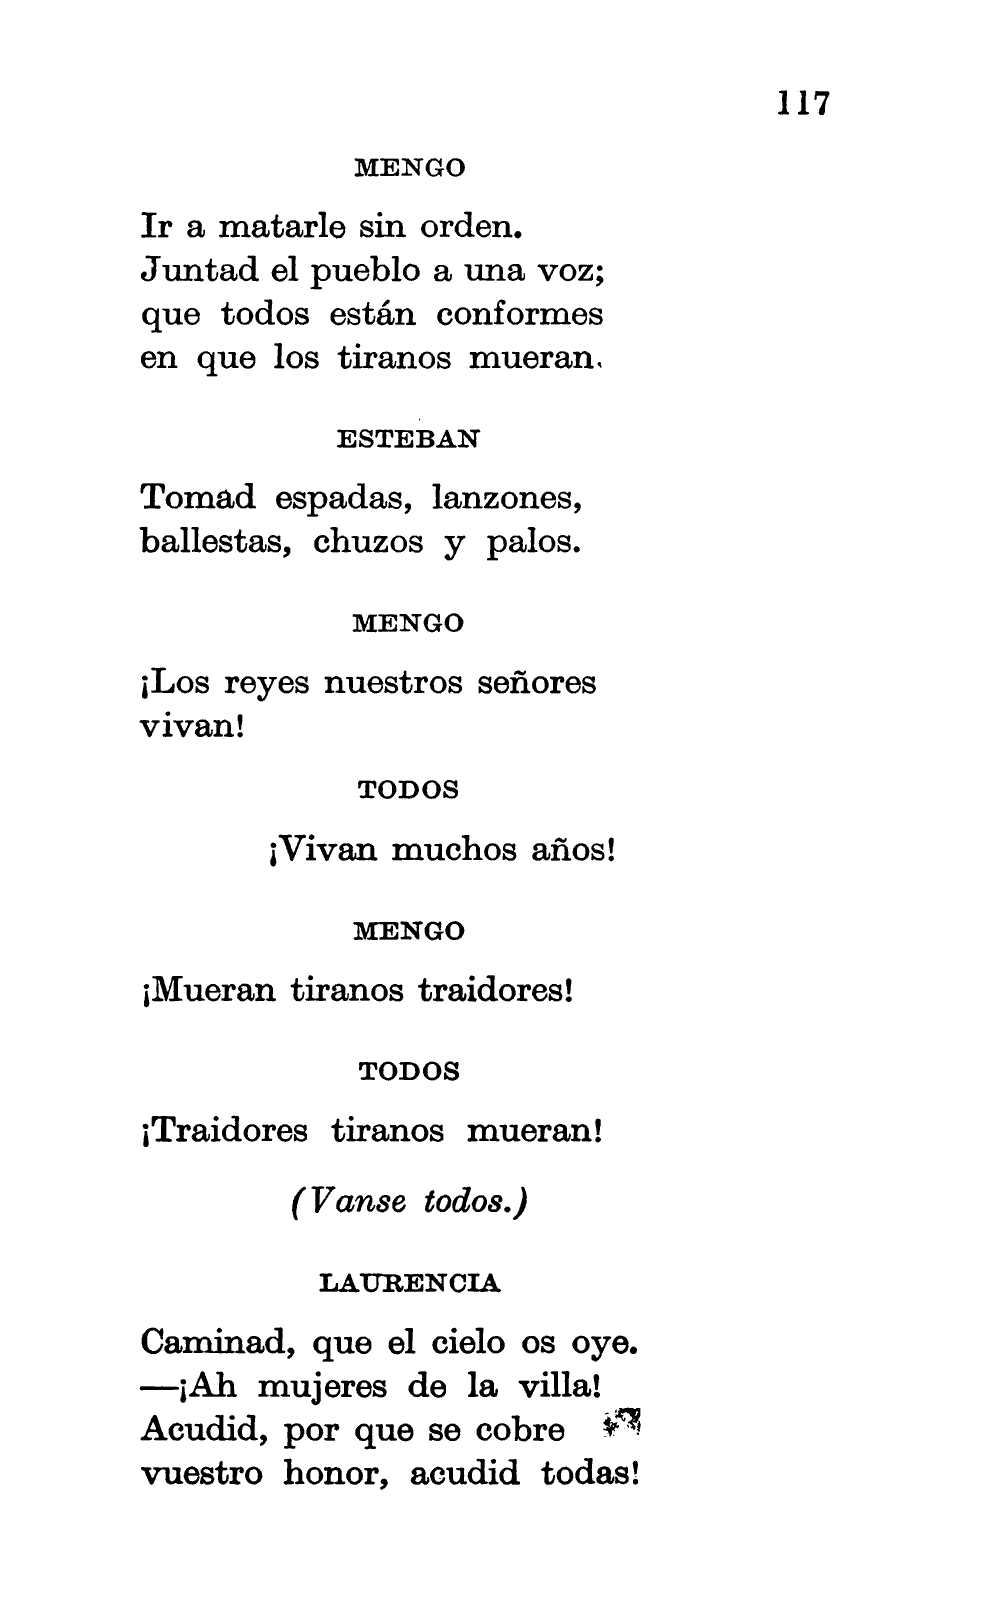 117
MENGO
Ir a matarle sin orden.
Juntad el pueblo a una voz;
que todos están conformes
en que los tiranos mueran.
ESTEBAN
Tomad espadas, lanzones,
ballestas, chuzos y palos.
MENGO
¡Los reyes nuestros señores
vivan!
TODOS
¡Vivan muchos años!
MENGO
¡Mueran tiranos traidores!
TODOS
¡Traidores tiranos mueran!
(Vanse todos.)
LAURENCIA
Caminad, que el cielo os oye.
—¡Ah mujeres de la villa!
Acudid, por que se cobre
vuestro honor, acudid todas!